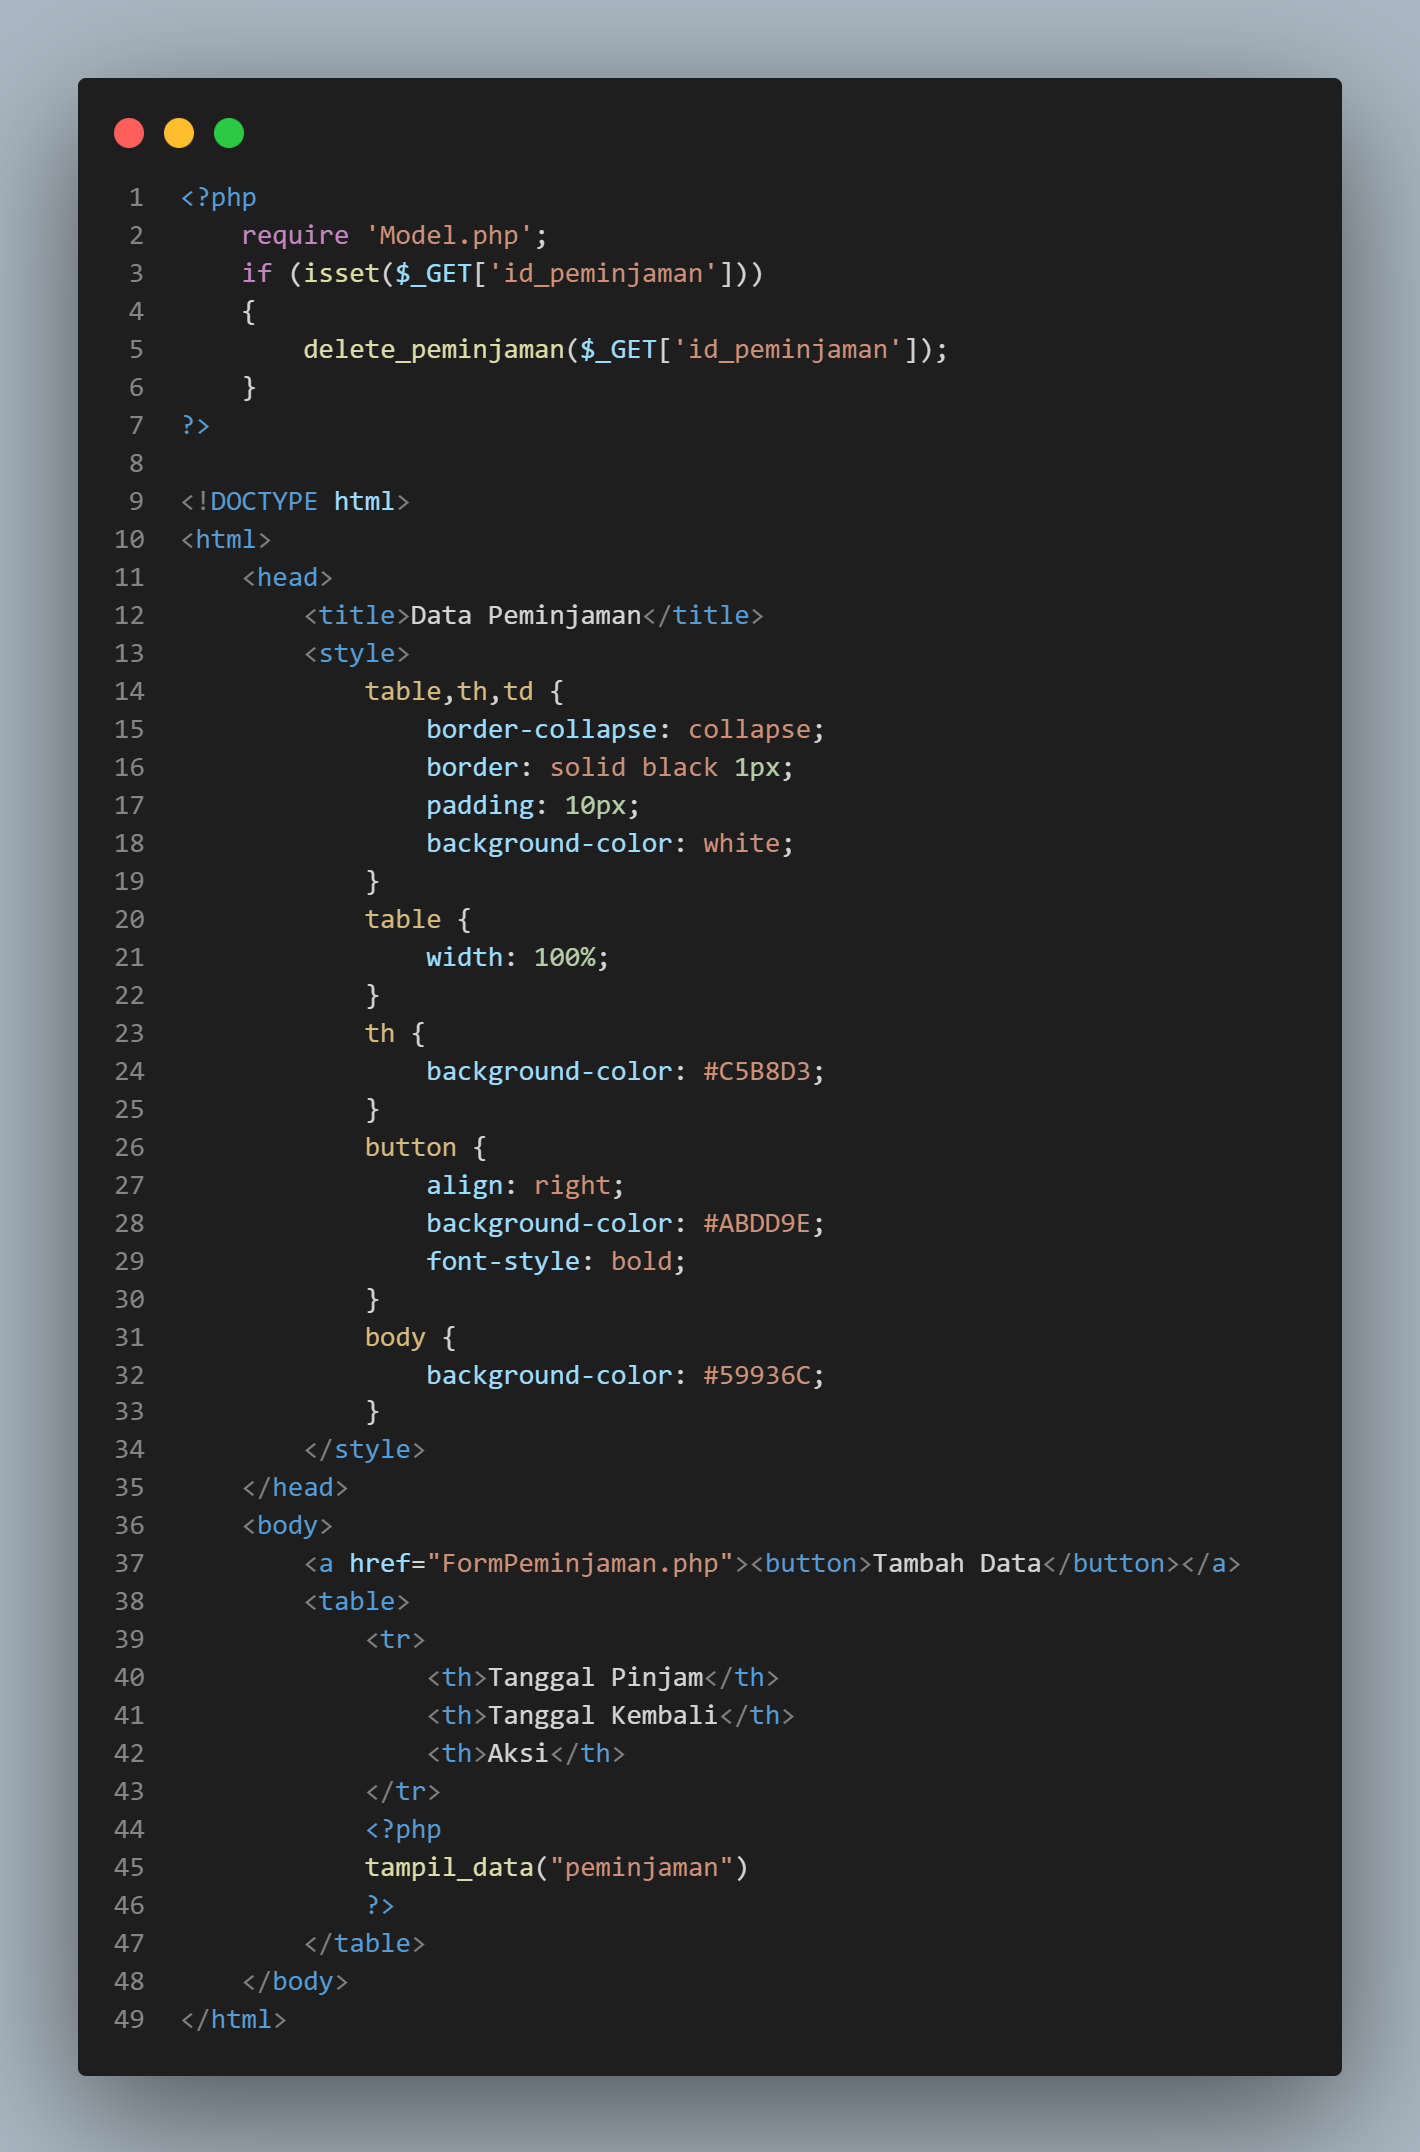 1 <?php
2     require 'Model.php';
3     if (isset($_GET['id_peminjaman']))
4     {
5         delete_peminjaman($_GET['id_peminjaman']);
6     }
7 ?>
8
9 <!DOCTYPE html>
10 <html>
11     <head>
12         <title>Data Peminjaman</title>
13         <style>
14             table,th,td {
15                 border-collapse: collapse;
16                 border: solid black 1px;
17                 padding: 10px;
18                 background-color: white;
19             }
20             table {
21                 width: 100%;
22             }
23             th {
24                 background-color: #C5B8D3;
25             }
26             button {
27                 align: right;
28                 background-color: #ABDD9E;
29                 font-style: bold;
30             }
31             body {
32                 background-color: #59936C;
33             }
34         </style>
35     </head>
36     <body>
37         <a href="FormPeminjaman.php"><button>Tambah Data</button></a>
38         <table>
39             <tr>
40                 <th>Tanggal Pinjam</th>
41                 <th>Tanggal Kembali</th>
42                 <th>Aksi</th>
43             </tr>
44             <?php
45             tampil_data("peminjaman")
46             ?>
47         </table>
48     </body>
49 </html>